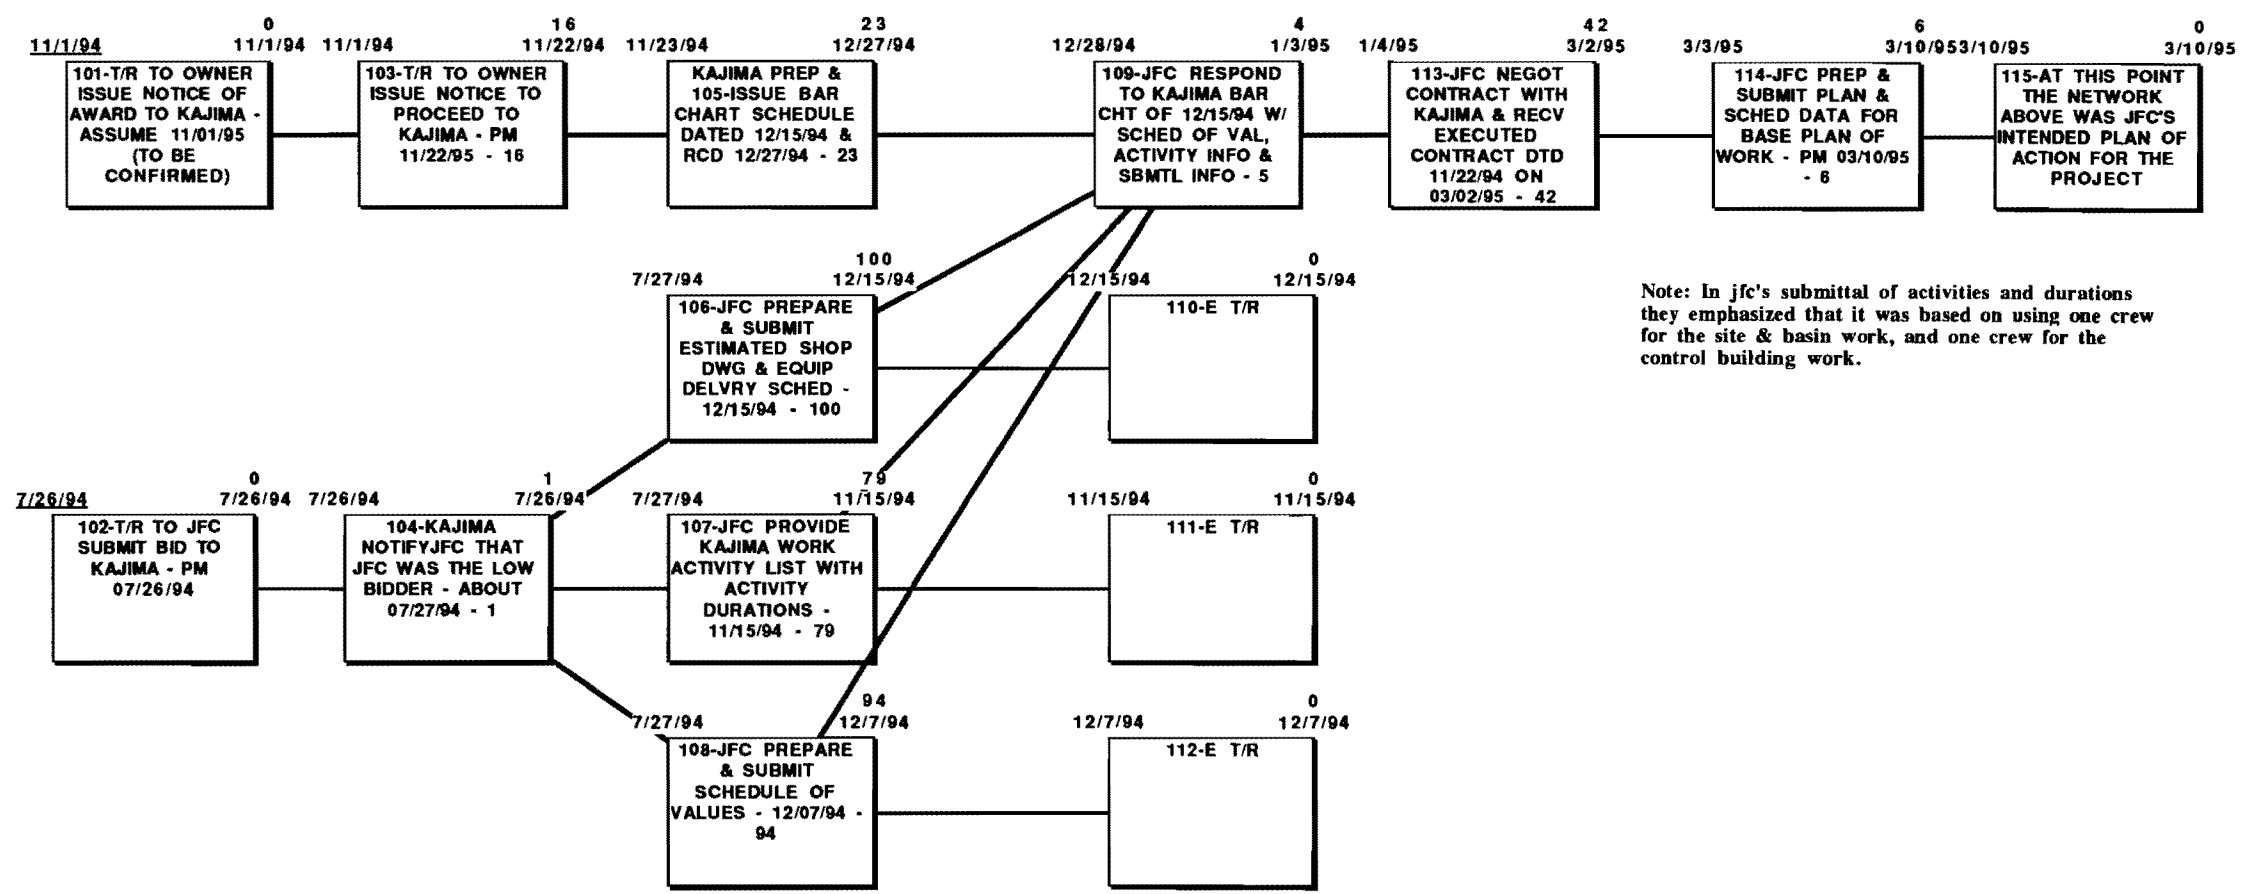 0 16 23 4 42 6 0
11/1/94 11/1/94 11/1/94 11/22/94 11/23/94 12/27/94 12/28/94 1/3/95 1/4/95 3/2/95 3/3/95 3/10/95 3/10/95 3/10/95
101-T/R TO OWNER
ISSUE NOTICE OF
AWARD TO KAJIMA -
ASSUME 11/01/95
(TO BE
CONFIRMED)
103-T/R TO OWNER
ISSUE NOTICE TO
PROCEED TO
KAJIMA - PM
11/22/95 - 16
KAJIMA PREP &
105-ISSUE BAR
CHART SCHEDULE
DATED 12/15/94 &
RCD 12/27/94 - 23
109-JFC RESPOND
TO KAJIMA BAR
CHT OF 12/15/94 W/
SCHED OF VAL,
ACTIVITY INFO &
SBMTL INFO - 5
113-JFC NEGOT
CONTRACT WITH
KAJIMA & RECV
EXECUTED
CONTRACT DTD
11/22/94 ON
03/02/95 - 42
114-JFC PREP &
SUBMIT PLAN &
SCHED DATA FOR
BASE PLAN OF
WORK - PM 03/10/95
- 6
115-AT THIS POINT
THE NETWORK
ABOVE WAS JFC'S
INTENDED PLAN OF
ACTION FOR THE
PROJECT
100 0
7/27/94 12/15/94 12/15/94 12/15/94
106-JFC PREPARE
& SUBMIT
ESTIMATED SHOP
DWG & EQUIP
DELVRY SCHED -
12/15/94 - 100
110-E T/R
Note: In jfc's submittal of activities and durations
they emphasized that it was based on using one crew
for the site & basin work, and one crew for the
control building work.
0 1 79 0
7/26/94 7/26/94 7/26/94 7/26/94 7/27/94 11/15/94 11/15/94 11/15/94
102-T/R TO JFC
SUBMIT BID TO
KAJIMA - PM
07/26/94
104-KAJIMA
NOTIFYJFC THAT
JFC WAS THE LOW
BIDDER - ABOUT
07/27/94 - 1
107-JFC PROVIDE
KAJIMA WORK
ACTIVITY LIST WITH
ACTIVITY
DURATIONS -
11/15/94 - 79
111-E T/R
94 0
7/27/94 12/7/94 12/7/94 12/7/94
108-JFC PREPARE
& SUBMIT
SCHEDULE OF
VALUES - 12/07/94 -
94
112-E T/R